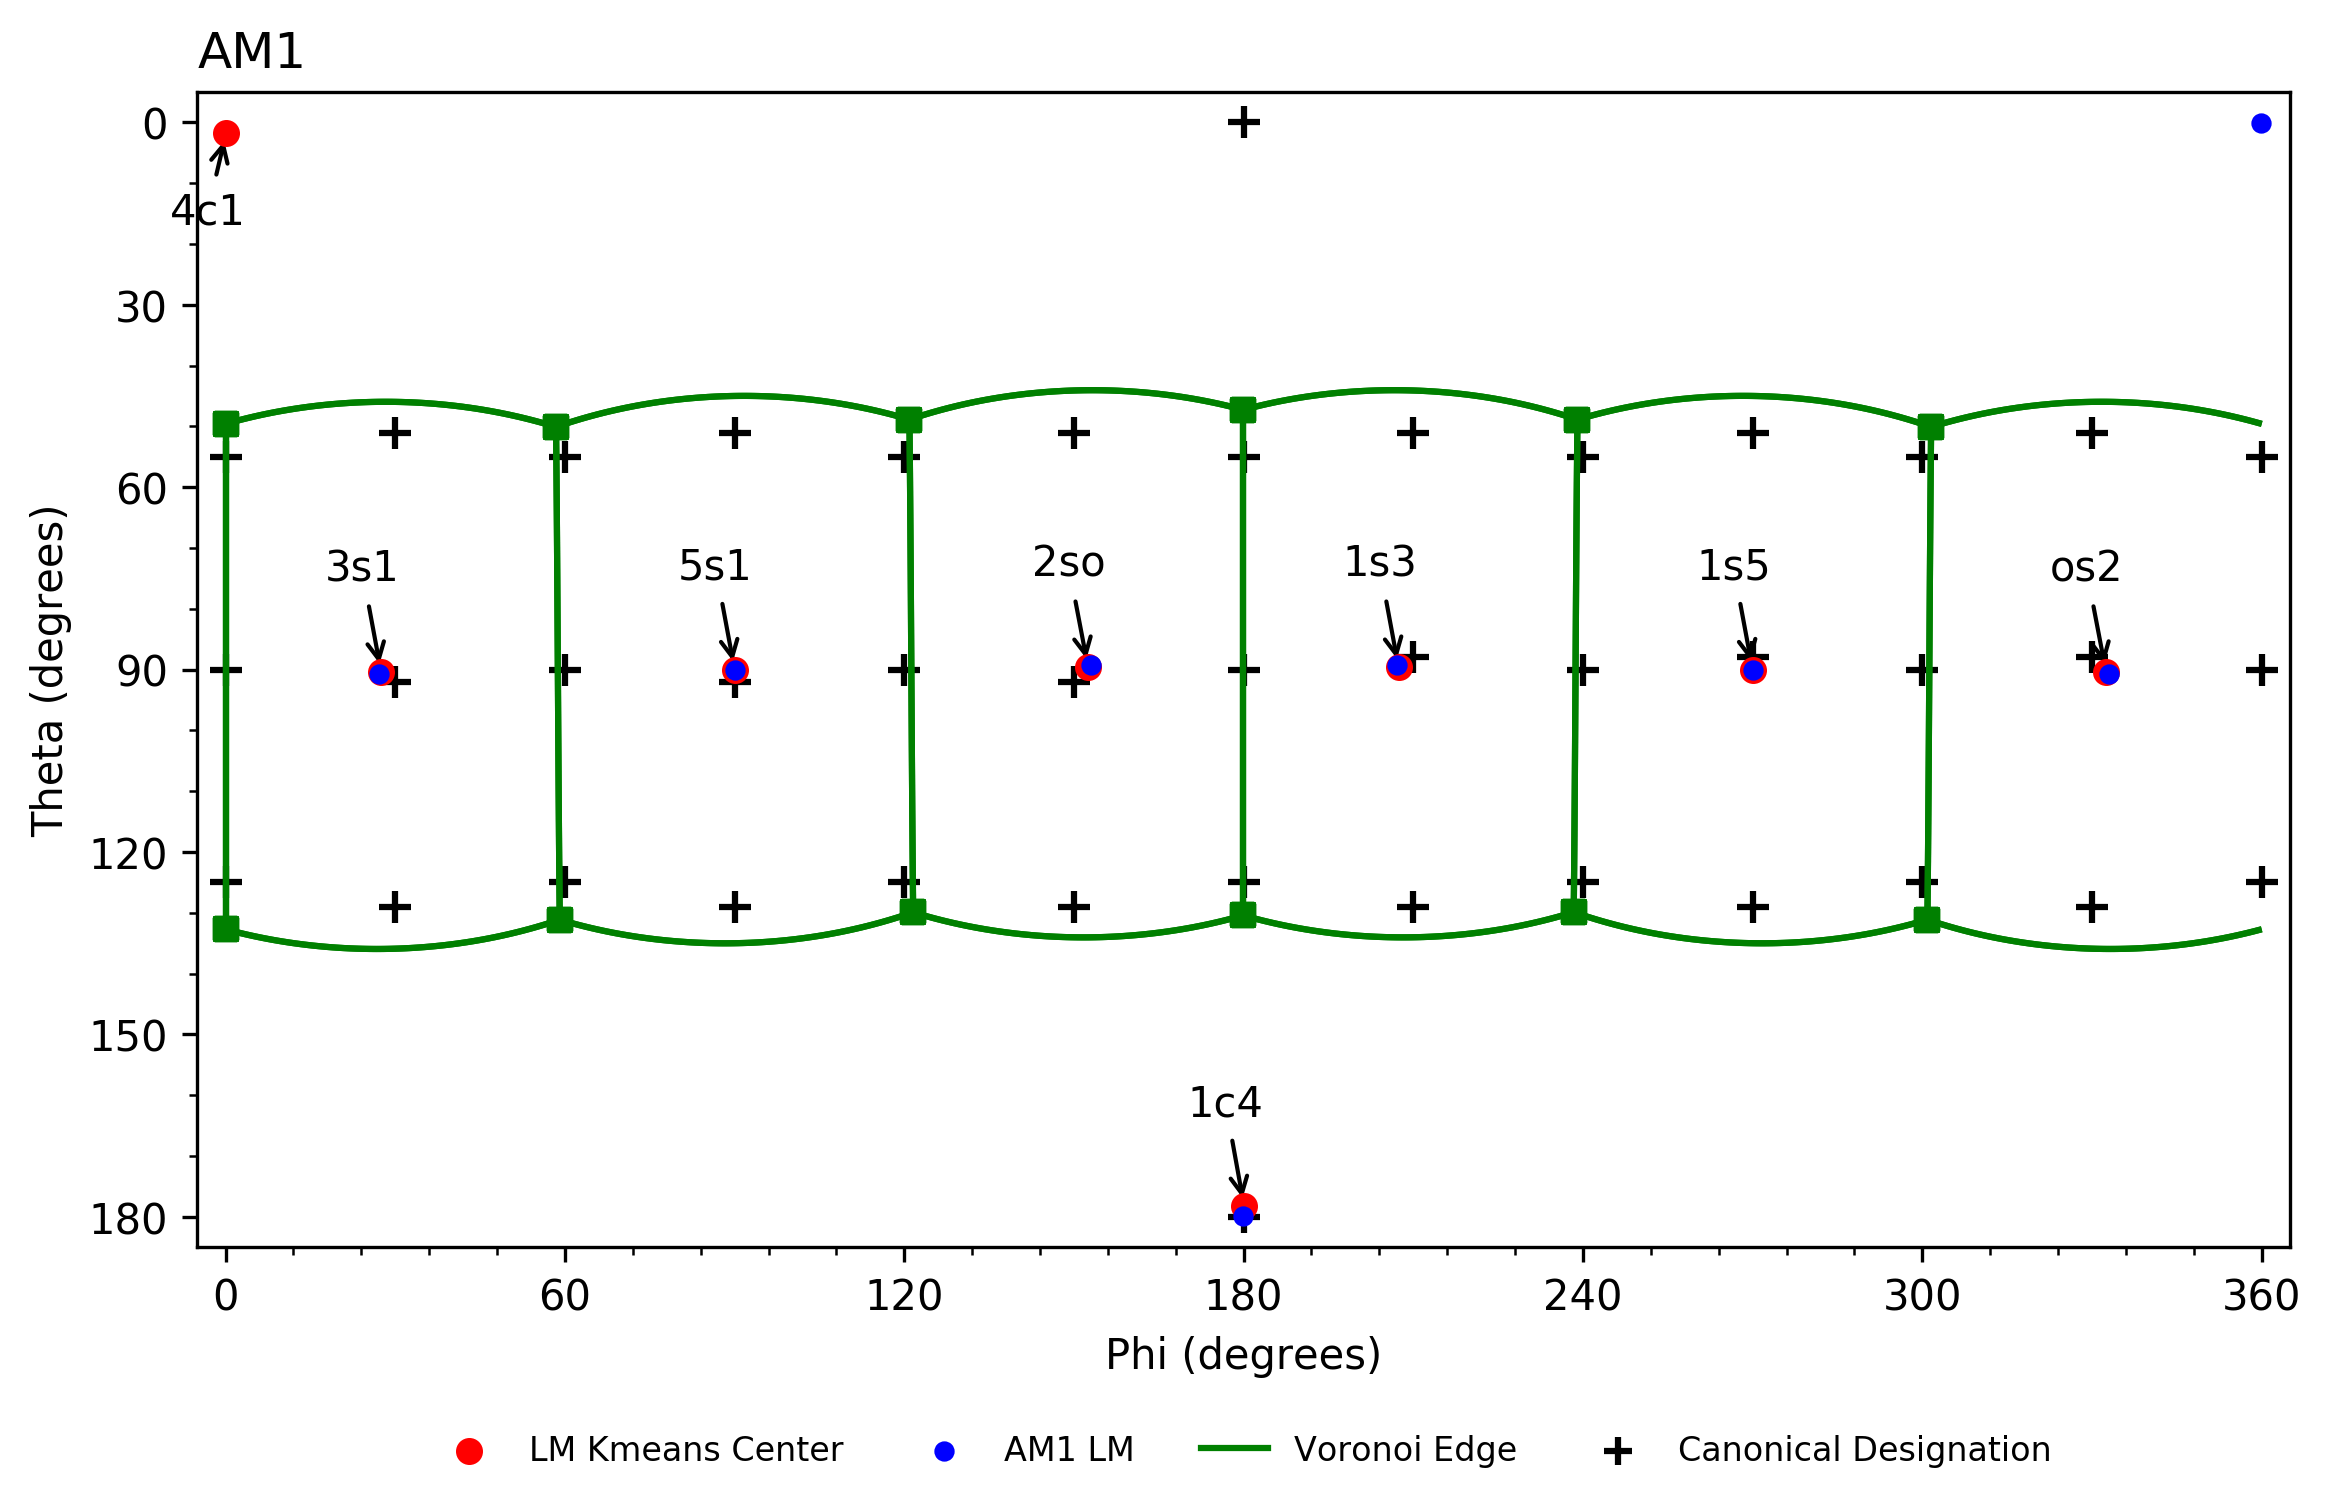 AM1
0
4c1
30
60
3s1
5s1
2so
1s3
1s5
os2
90
120
150
1c4
180
Theta (degrees)
0 60 120 180 240 300 360
Phi (degrees)
LM Kmeans Center AM1 LM Voronoi Edge Canonical Designation